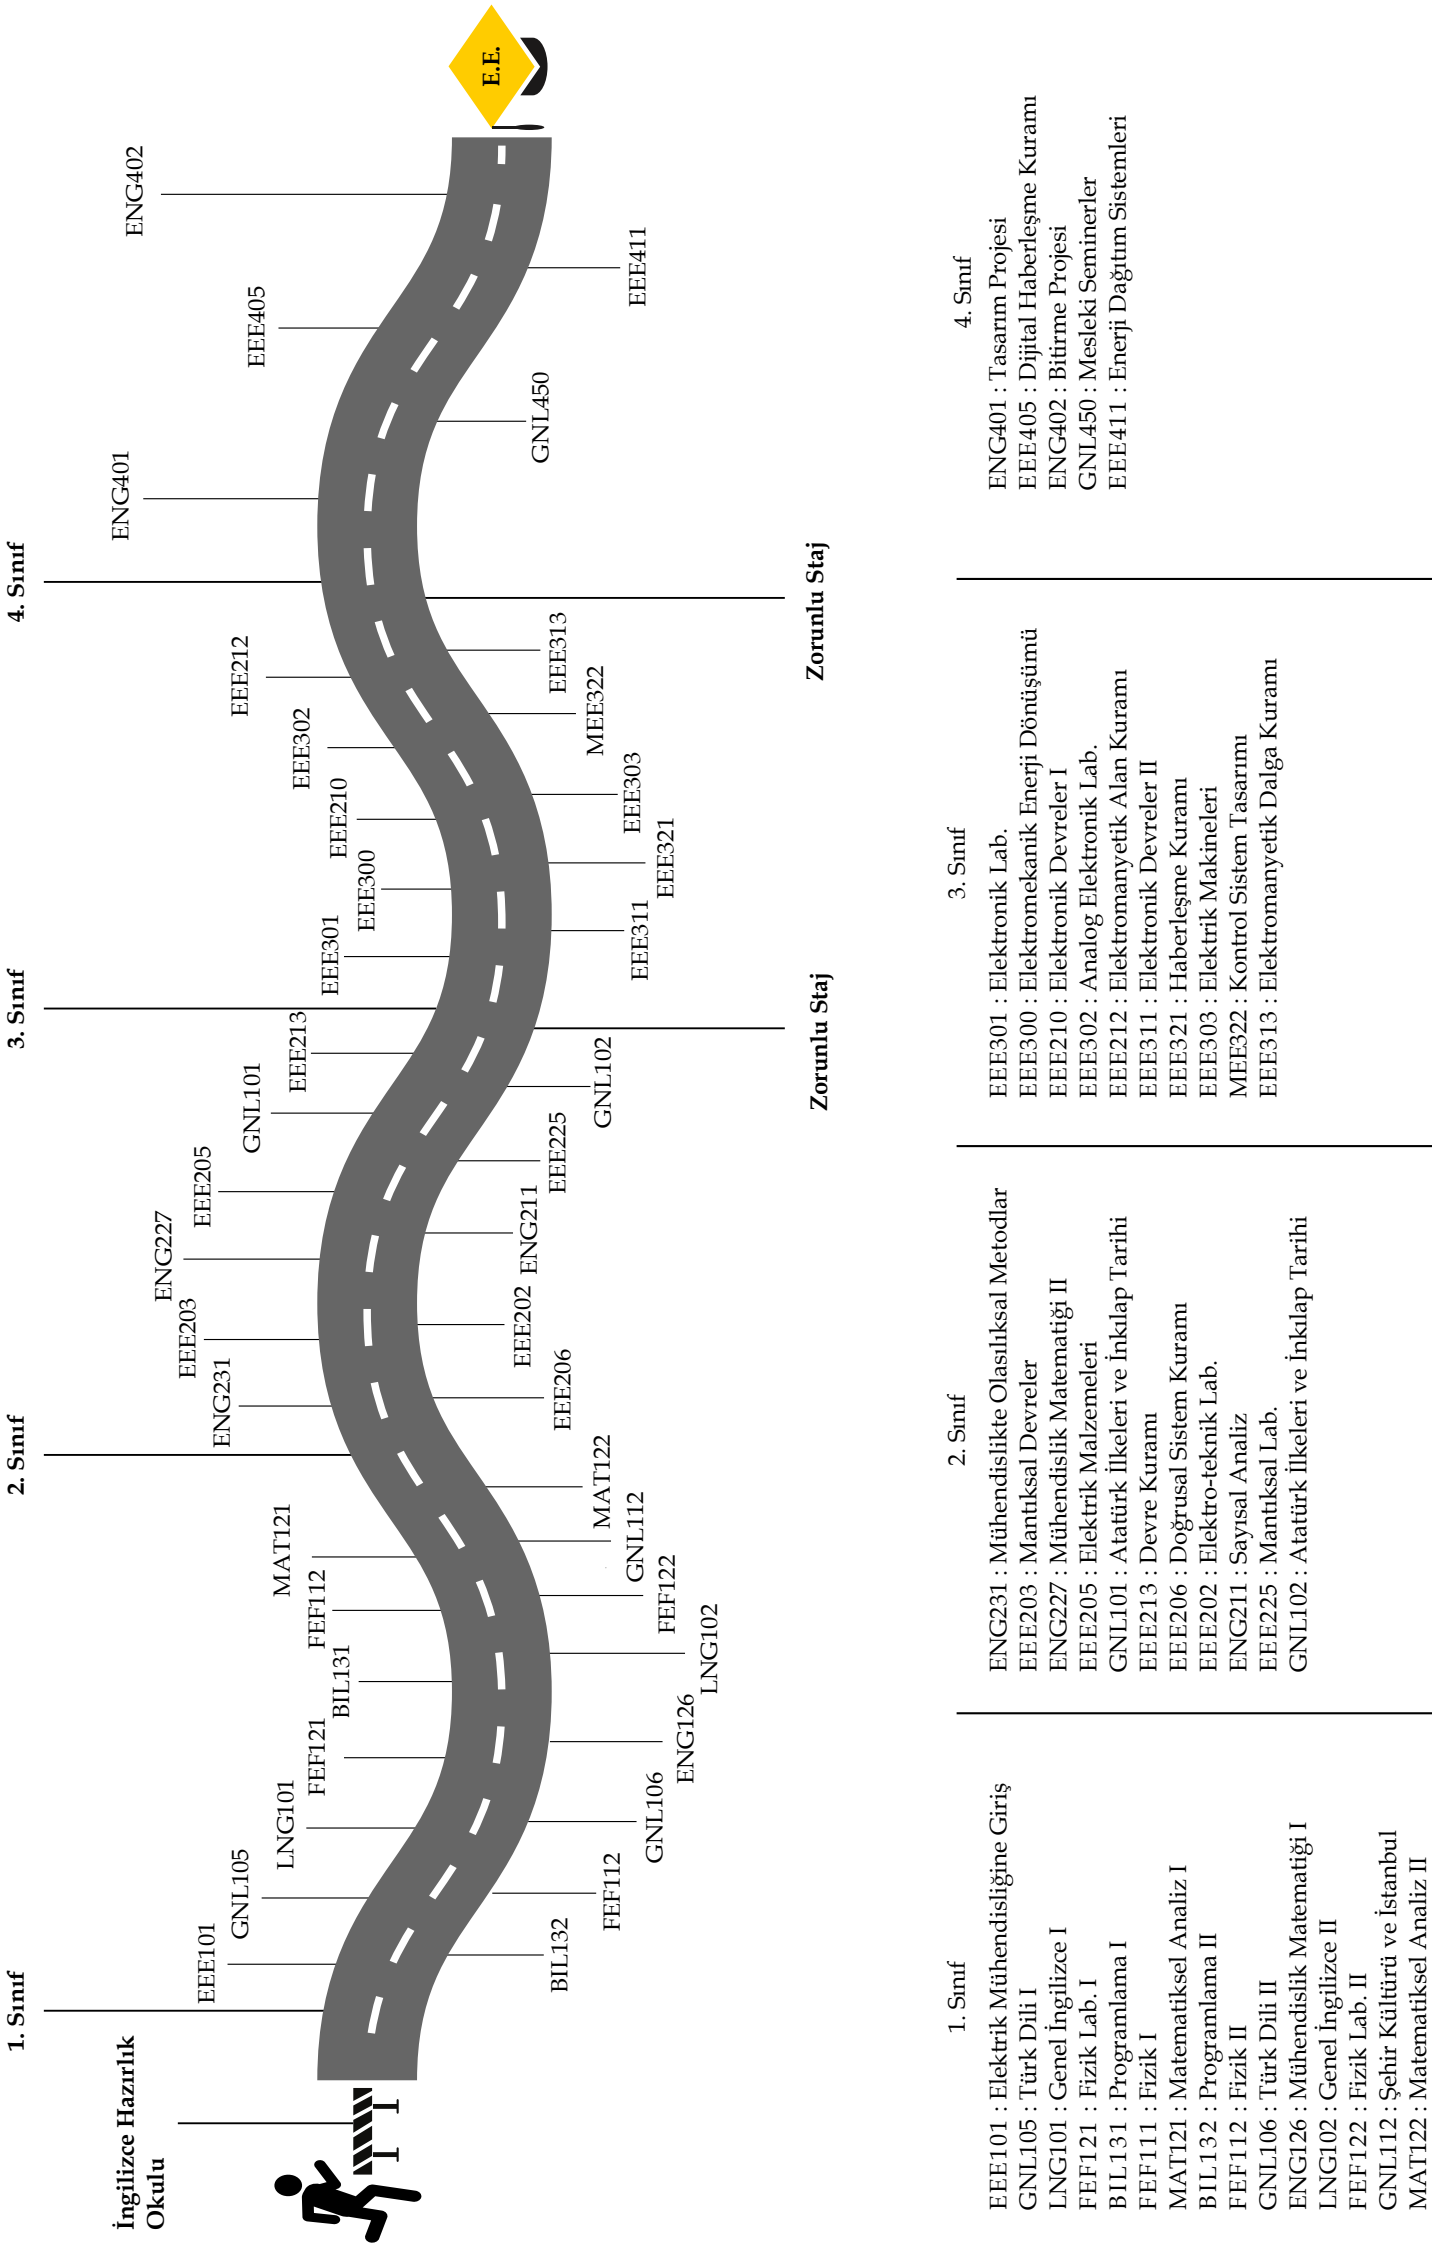 İngilizce Hazırlık
Okulu
1. Sınıf
EEE101
GNL105
LNG101
FEF121
BIL131
FEF112
MAT121
BIL132
FEF112
GNL106
ENG126
LNG102
FEF122
GNL112
MAT122
2. Sınıf
ENG231
EEE203
ENG227
EEE205
GNL101
EEE213
EEE206
EEE202
ENG211
EEE225
GNL102
3. Sınıf
Zorunlu Staj
EEE301
EEE300
EEE210
EEE302
EEE212
EEE311
EEE321
EEE303
MEE322
EEE313
4. Sınıf
Zorunlu Staj
ENG401
EEE405
ENG402
GNL450
EEE411
E.E.
1. Sınıf
EEE101 : Elektrik Mühendisliğine Giriş
GNL105 : Türk Dili I
LNG101 : Genel İngilizce I
FEF121 : Fizik Lab. I
BIL131 : Programlama I
FEF111 : Fizik I
MAT121 : Matematiksel Analiz I
BIL132 : Programlama II
FEF112 : Fizik II
GNL106 : Türk Dili II
ENG126 : Mühendislik Matematiği I
LNG102 : Genel İngilizce II
FEF122 : Fizik Lab. II
GNL112 : Şehir Kültürü ve İstanbul
MAT122 : Matematiksel Analiz II
2. Sınıf
ENG231 : Mühendislikte Olasılıksal Metodlar
EEE203 : Mantıksal Devreler
ENG227 : Mühendislik Matematiği II
EEE205 : Elektrik Malzemeleri
GNL101 : Atatürk İlkeleri ve İnkılap Tarihi
EEE213 : Devre Kuramı
EEE206 : Doğrusal Sistem Kuramı
EEE202 : Elektro-teknik Lab.
ENG211 : Sayısal Analiz
EEE225 : Mantıksal Lab.
GNL102 : Atatürk İlkeleri ve İnkılap Tarihi
3. Sınıf
EEE301 : Elektronik Lab.
EEE300 : Elektromekanik Enerji Dönüşümü
EEE210 : Elektronik Devreler I
EEE302 : Analog Elektronik Lab.
EEE212 : Elektromanyetik Alan Kuramı
EEE311 : Elektronik Devreler II
EEE321 : Haberleşme Kuramı
EEE303 : Elektrik Makineleri
MEE322 : Kontrol Sistem Tasarımı
EEE313 : Elektromanyetik Dalga Kuramı
4. Sınıf
ENG401 : Tasarım Projesi
EEE405 : Dijital Haberleşme Kuramı
ENG402 : Bitirme Projesi
GNL450 : Mesleki Seminerler
EEE411 : Enerji Dağıtım Sistemleri